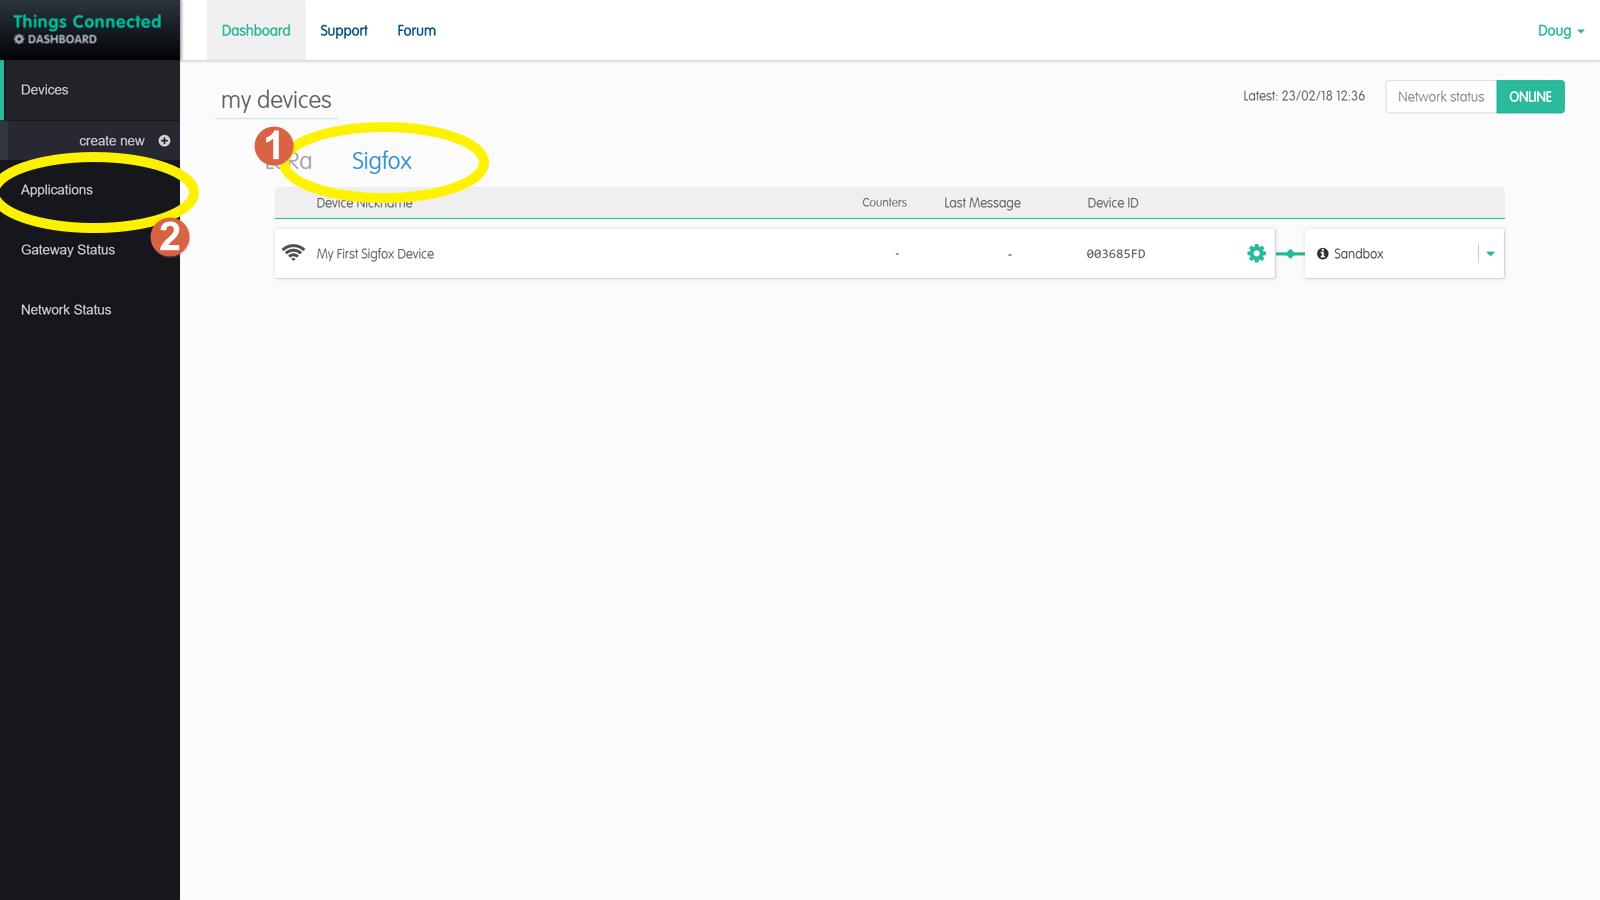 Things Connected
DASHBOARD
Dashboard
Support
Forum
Doug
Devices
create new
Applications
2
Gateway Status
Network Status
my devices
Latest: 23/02/18 12:36
Network status
ONLINE
1
LoRa
Sigfox
Device Nickname
Counters
Last Message
Device ID
My First Sigfox Device
-
-
003685FD
Sandbox